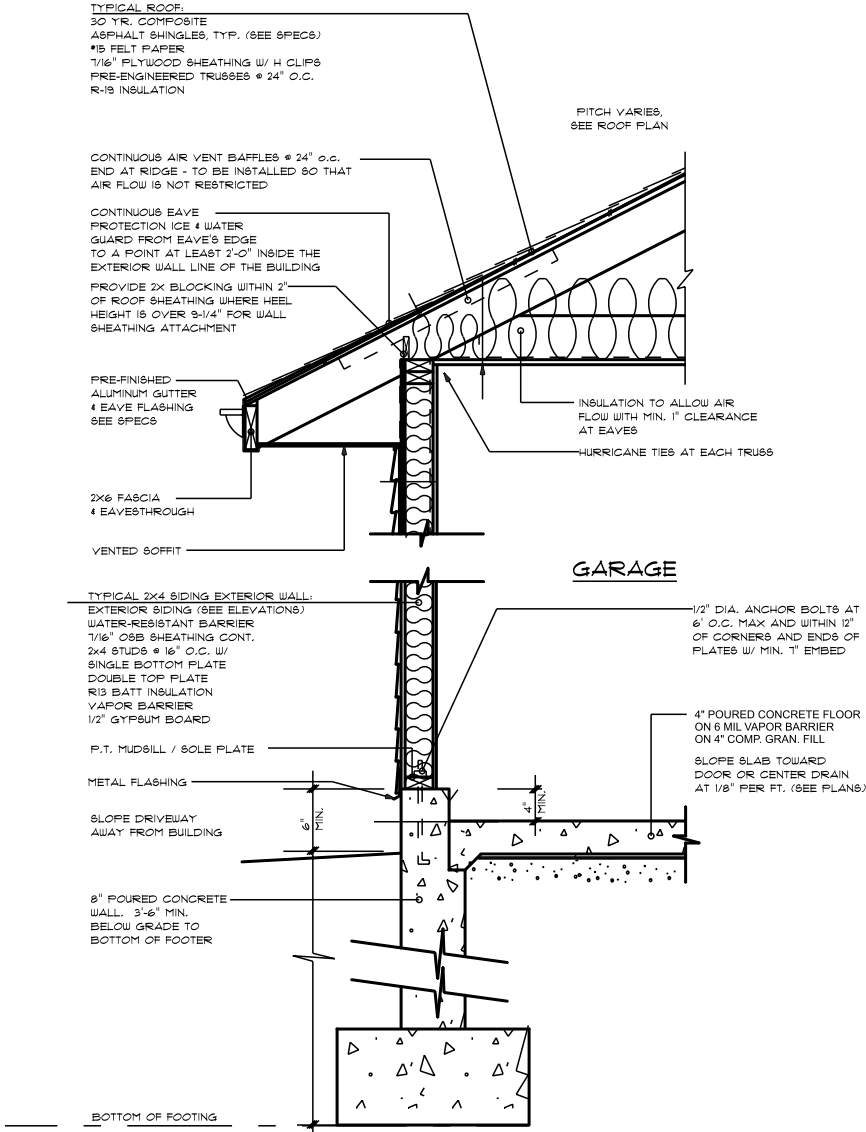 TYPICAL ROOF:
30 YR. COMPOSITE
ASPHALT SHINGLES, TYP. (SEE SPECS)
#15 FELT PAPER
7/16" PLYWOOD SHEATHING W/ H CLIPS
PRE-ENGINEERED TRUSSES @ 24" O.C.
R-19 INSULATION
PITCH VARIES,
SEE ROOF PLAN
CONTINUOUS AIR VENT BAFFLES @ 24" o.c.
END AT RIDGE - TO BE INSTALLED SO THAT
AIR FLOW IS NOT RESTRICTED
CONTINUOUS EAVE
PROTECTION ICE & WATER
GUARD FROM EAVE'S EDGE
TO A POINT AT LEAST 2'-0" INSIDE THE
EXTERIOR WALL LINE OF THE BUILDING
PROVIDE 2X BLOCKING WITHIN 2"
OF ROOF SHEATHING WHERE HEEL
HEIGHT IS OVER 9-1/4" FOR WALL
SHEATHING ATTACHMENT
PRE-FINISHED
ALUMINUM GUTTER
& EAVE FLASHING
SEE SPECS
INSULATION TO ALLOW AIR
FLOW WITH MIN. 1" CLEARANCE
AT EAVES
HURRICANE TIES AT EACH TRUSS
2X6 FASCIA
& EAVESTHROUGH
VENTED SOFFIT
GARAGE
TYPICAL 2X4 SIDING EXTERIOR WALL:
EXTERIOR SIDING (SEE ELEVATIONS)
WATER-RESISTANT BARRIER
7/16" OSB SHEATHING CONT.
2x4 STUDS @ 16" O.C. W/
SINGLE BOTTOM PLATE
DOUBLE TOP PLATE
R13 BATT INSULATION
VAPOR BARRIER
1/2" GYPSUM BOARD
1/2" DIA. ANCHOR BOLTS AT
6' O.C. MAX AND WITHIN 12"
OF CORNERS AND ENDS OF
PLATES W/ MIN. 7" EMBED
4" POURED CONCRETE FLOOR
ON 6 MIL VAPOR BARRIER
ON 4" COMP. GRAN. FILL
P.T. MUDSILL / SOLE PLATE
SLOPE SLAB TOWARD
DOOR OR CENTER DRAIN
AT 1/8" PER FT. (SEE PLANS)
METAL FLASHING
6"
MIN.
4"
MIN.
SLOPE DRIVEWAY
AWAY FROM BUILDING
8" POURED CONCRETE
WALL. 3'-6" MIN.
BELOW GRADE TO
BOTTOM OF FOOTER
BOTTOM OF FOOTING